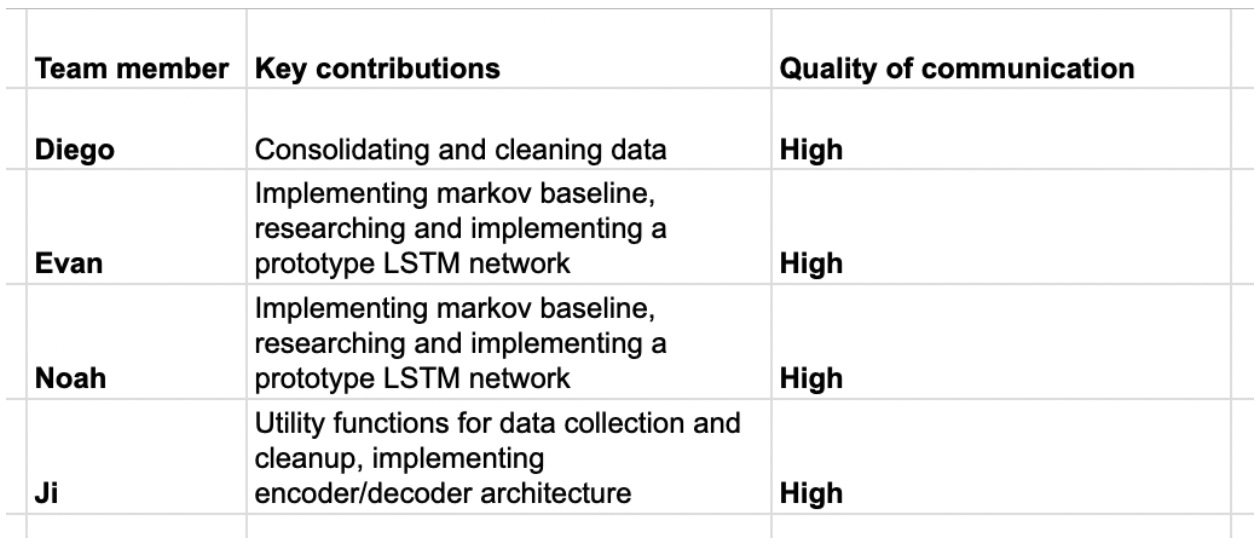 Team member Key contributions Quality of communication
Diego Consolidating and cleaning data High
Implementing markov baseline,
researching and implementing a
Evan prototype LSTM network High
Implementing markov baseline,
researching and implementing a
Noah prototype LSTM network High
Utility functions for data collection and
cleanup, implementing
Ji encoder/decoder architecture High